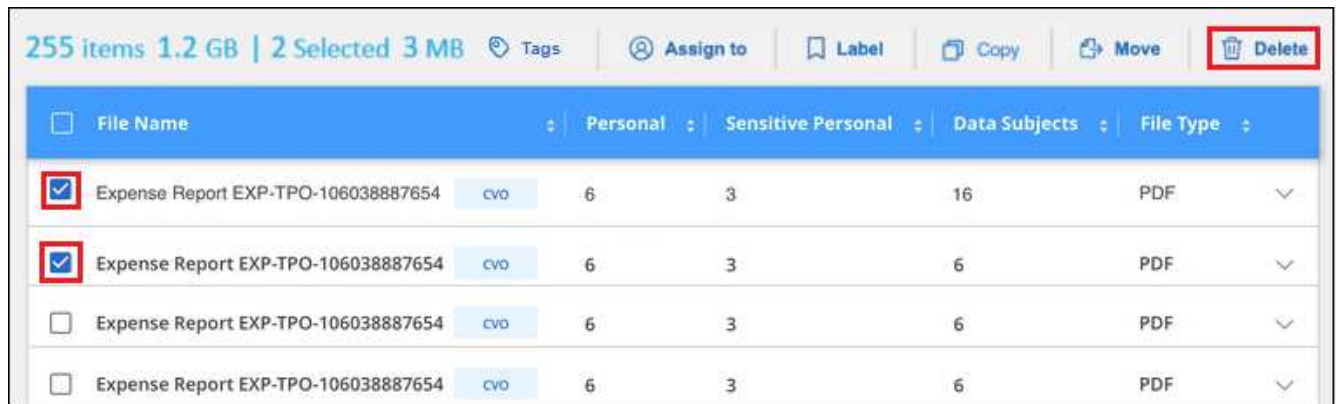 255 items 1.2 GB | 2 Selected 3 MB Tags Assign to Label Copy Move Delete
File Name Personal Sensitive Personal Data Subjects File Type
Expense Report EXP-TPO-106038887654 CVO 6 3 16 PDF
Expense Report EXP-TPO-106038887654 CVO 6 3 6 PDF
Expense Report EXP-TPO-106038887654 CVO 6 3 6 PDF
Expense Report EXP-TPO-106038887654 CVO 6 3 6 PDF